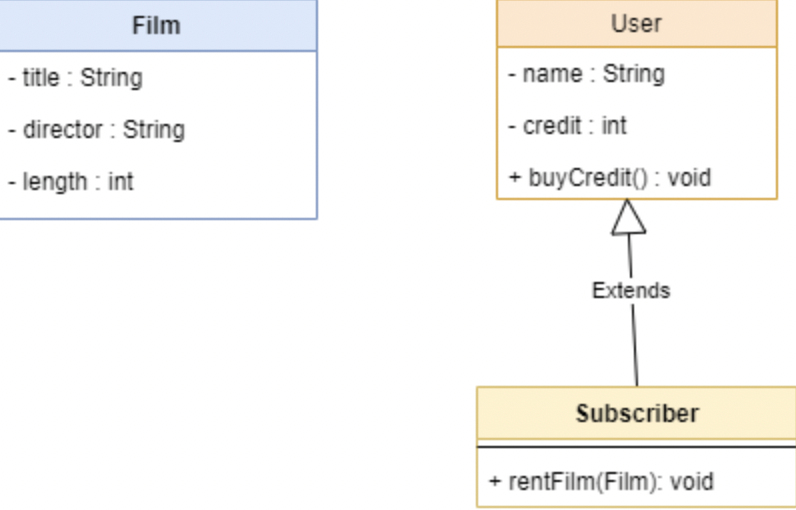 Film
- title : String
- director : String
- length : int
User
- name : String
- credit : int
+ buyCredit() : void
Extends
Subscriber
+ rentFilm(Film): void